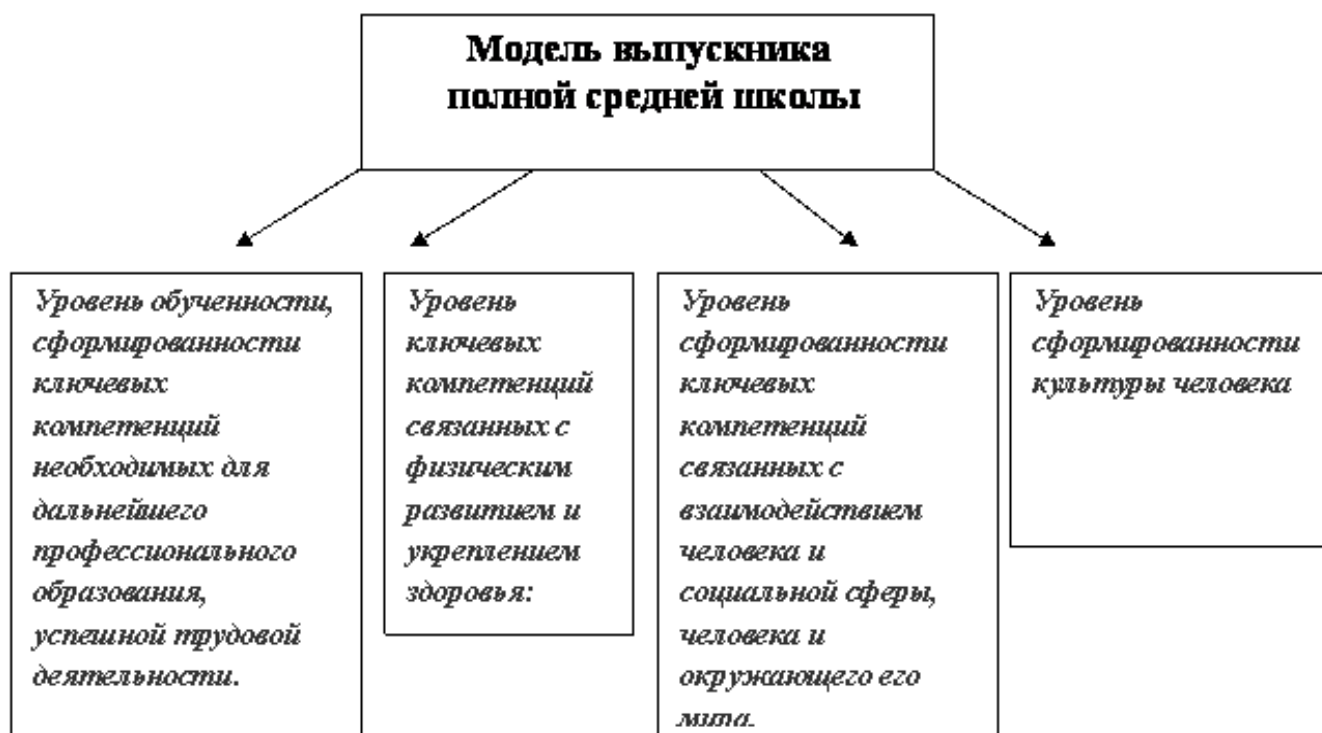 Модель выпускника
полной средней школы
Уровень обученности,
сформированности
ключевых
компетенций
необходимых для
дальнейшего
профессионального
образования,
успешной трудовой
деятельности.
Уровень
ключевых
компетенций
связанных с
физическим
развитием и
укреплением
здоровья:
Уровень
сформированности
ключевых
компетенций
связанных с
взаимодействием
человека и
социальной сферы,
человека и
окружающего его
мира.
Уровень
сформированности
культуры человека